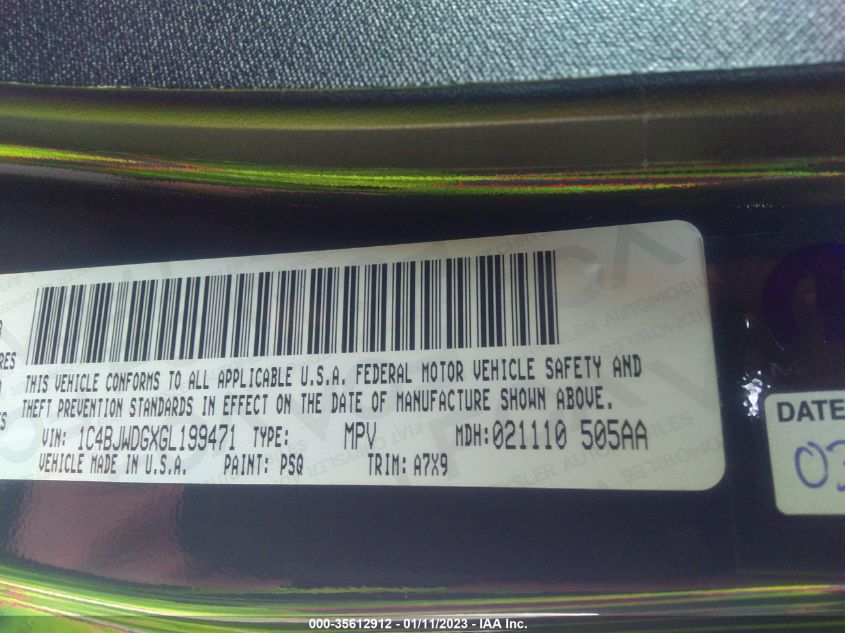 RES
THIS VEHICLE CONFORMS TO ALL APPLICABLE U.S.A. FEDERAL MOTOR VEHICLE SAFETY AND
THEFT PREVENTION STANDARDS IN EFFECT ON THE DATE OF MANUFACTURE SHOWN ABOVE.
ES
VIN: 1C4BJWDGXGL199471 TYPE: MPV MDH:021110 505AA
VEHICLE MADE IN U.S.A. PAINT: PSQ TRIM: A7X9
DATE
000-35612912 - 01/11/2023 - IAA Inc.